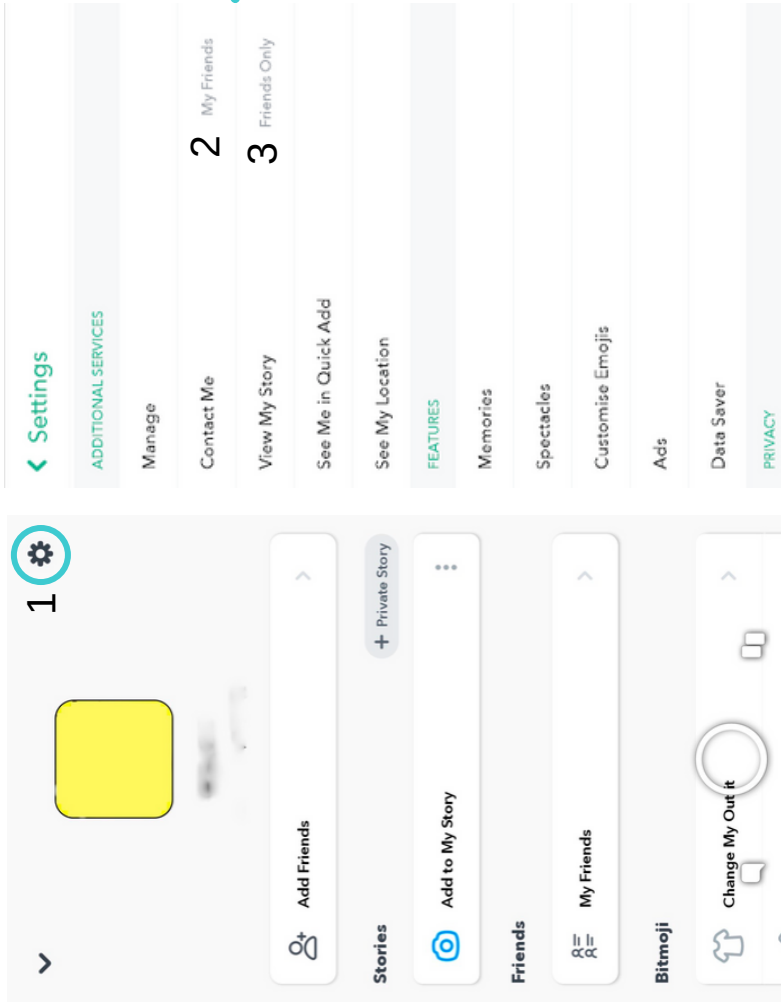 1
Add Friends
Stories
+ Private Story
Add to My Story
Friends
My Friends
Bitmoji
Change My Out it
Settings
ADDITIONAL SERVICES
Manage
Contact Me 2 My Friends
View My Story 3 Friends Only
See Me in Quick Add
See My Location
FEATURES
Memories
Spectacles
Customise Emojis
Ads
Data Saver
PRIVACY